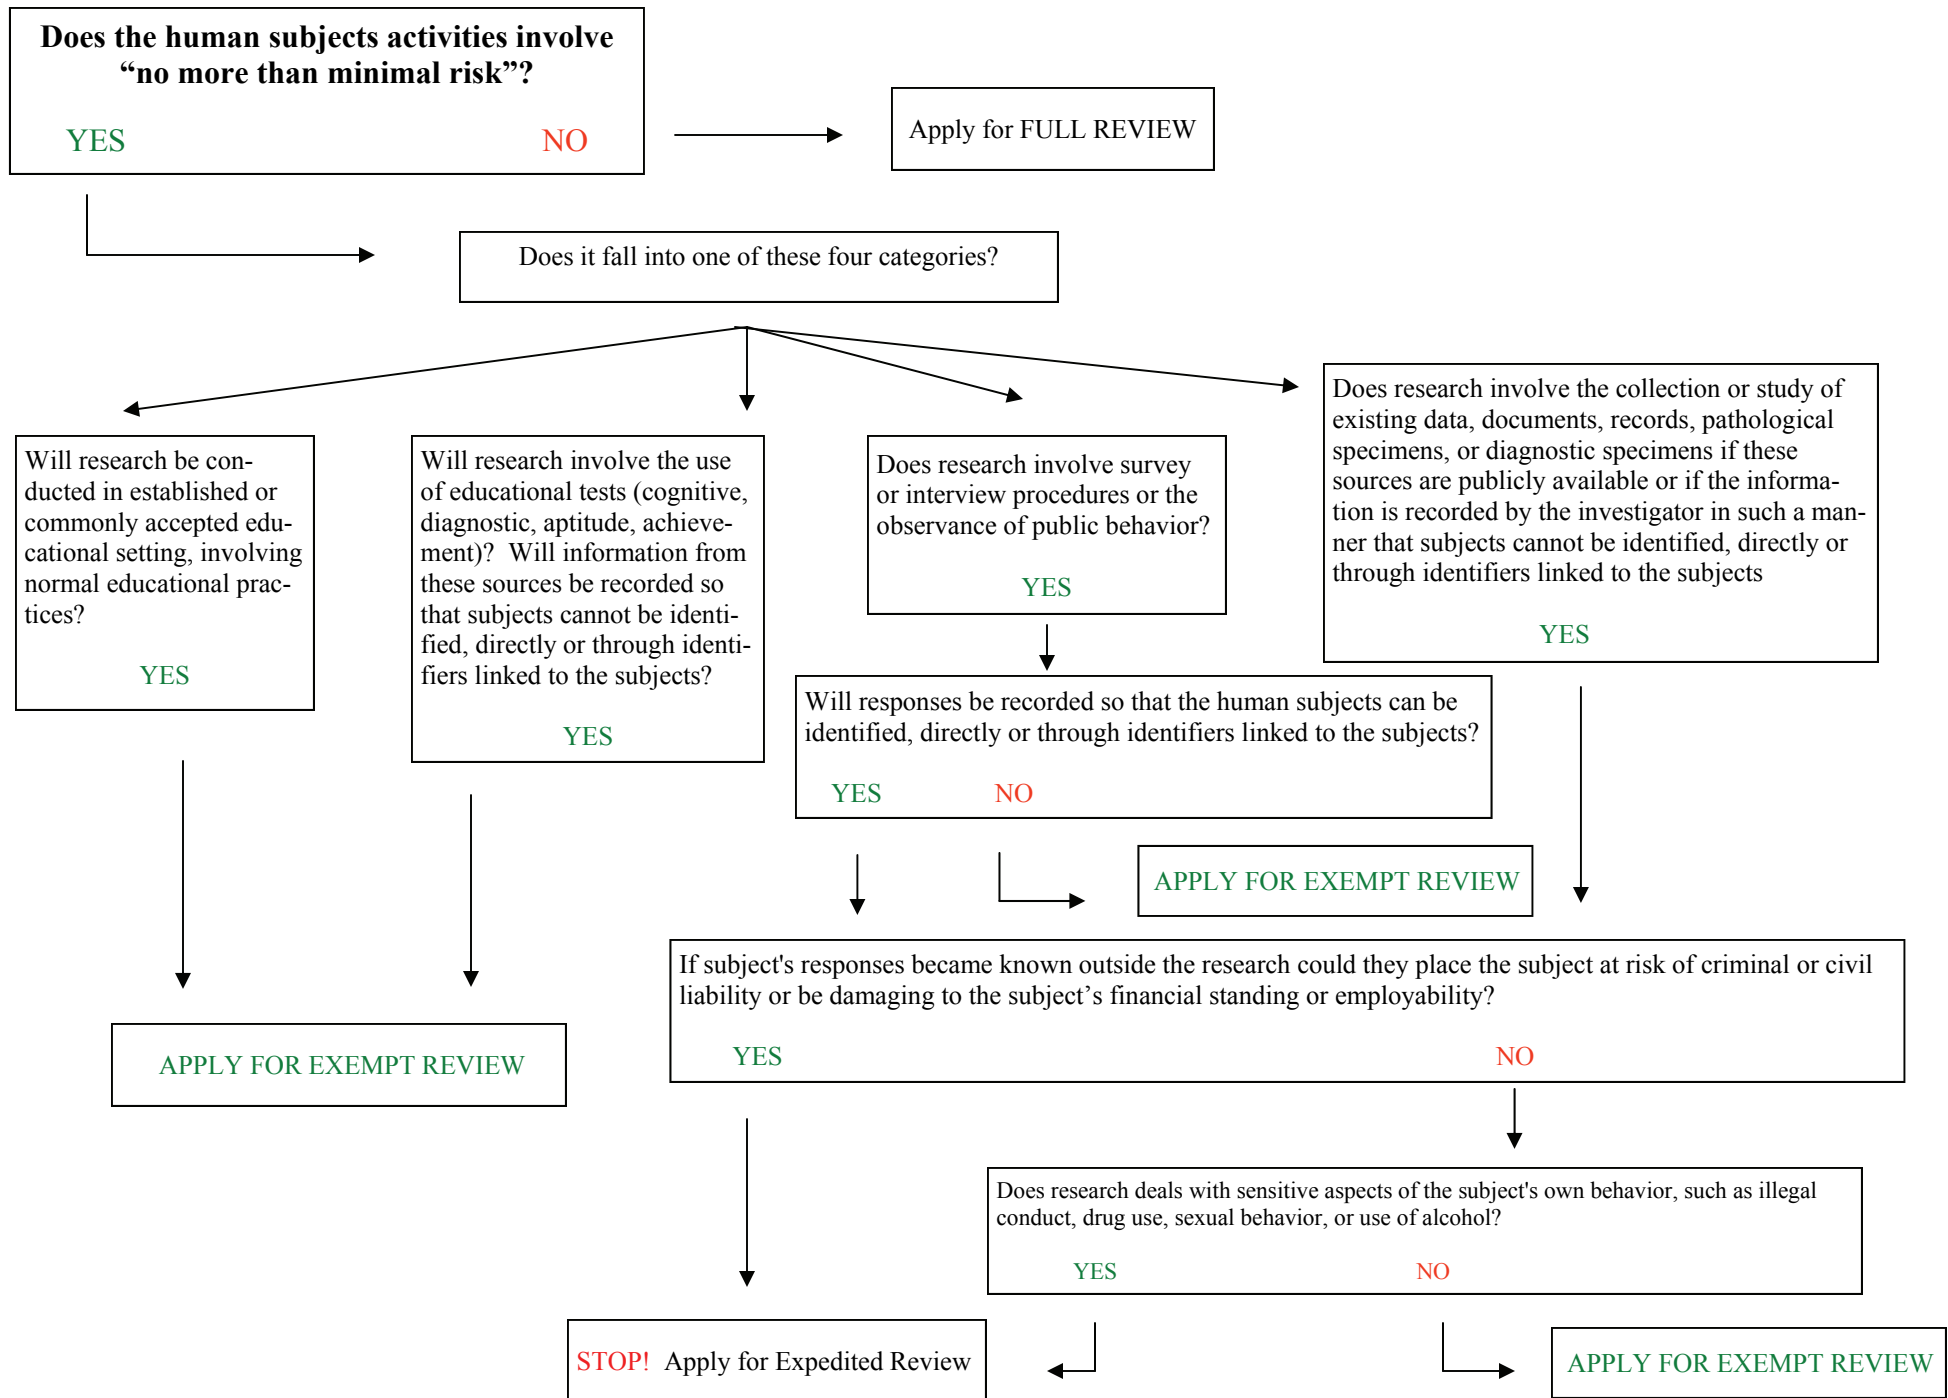 Does the human subjects activities involve
“no more than minimal risk”?
YES
NO
Apply for FULL REVIEW
Does it fall into one of these four categories?
Will research be con-
ducted in established or
commonly accepted edu-
cational setting, involving
normal educational prac-
tices?
YES
Will research involve the use
of educational tests (cognitive,
diagnostic, aptitude, achieve-
ment)?  Will information from
these sources be recorded so
that subjects cannot be identi-
fied, directly or through identi-
fiers linked to the subjects?
YES
Does research involve survey
or interview procedures or the
observance of public behavior?
YES
Does research involve the collection or study of
existing data, documents, records, pathological
specimens, or diagnostic specimens if these
sources are publicly available or if the informa-
tion is recorded by the investigator in such a man-
ner that subjects cannot be identified, directly or
through identifiers linked to the subjects
YES
Will responses be recorded so that the human subjects can be
identified, directly or through identifiers linked to the subjects?
YES
NO
APPLY FOR EXEMPT REVIEW
If subject's responses became known outside the research could they place the subject at risk of criminal or civil
liability or be damaging to the subject’s financial standing or employability?
YES
NO
APPLY FOR EXEMPT REVIEW
Does research deals with sensitive aspects of the subject's own behavior, such as illegal
conduct, drug use, sexual behavior, or use of alcohol?
YES
NO
STOP!  Apply for Expedited Review
APPLY FOR EXEMPT REVIEW